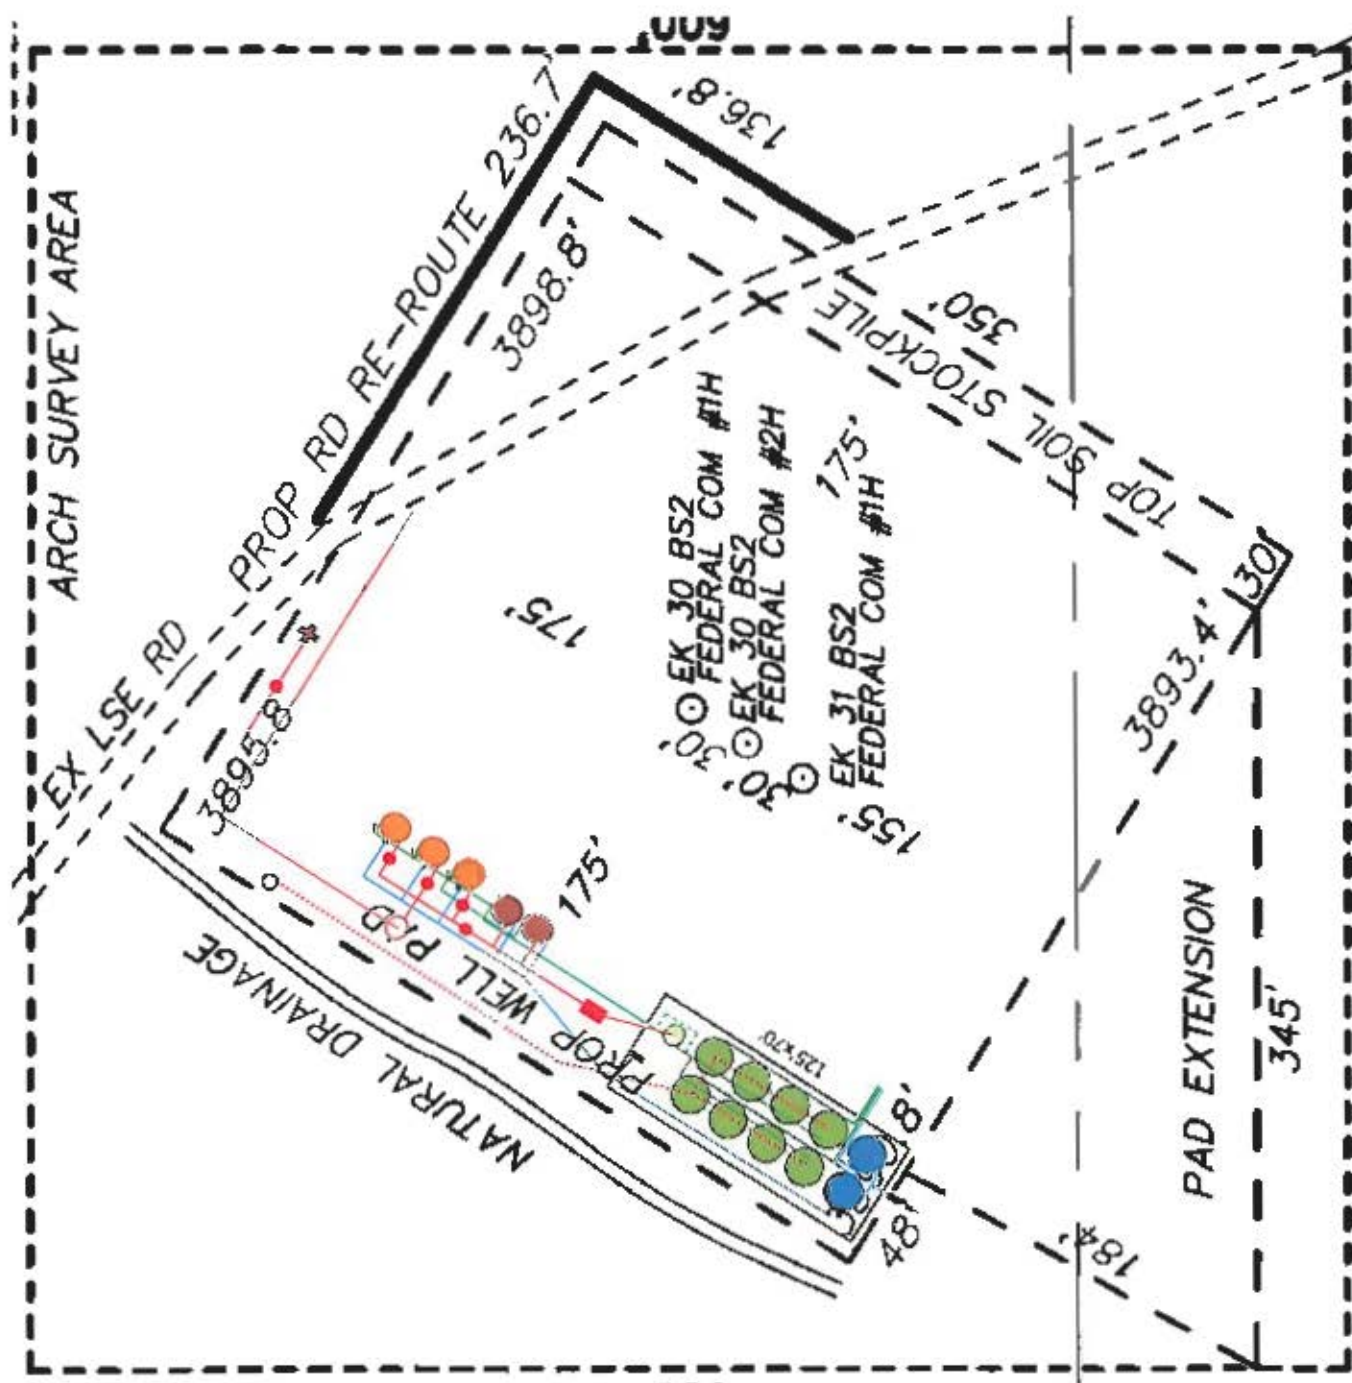 600'
136.8'
PROP RD RE-ROUTE 236.7'
3898.8'
ARCH SURVEY AREA
350'
TOP SOIL STOCKPILE
EK 30 BS2
FEDERAL COM #1H
EK 30 BS2
FEDERAL COM #2H
175'
EK 31 BS2
FEDERAL COM #1H
175'
30'
30'
155'
EX LSE RD
3895.8
30'
3893.4'
175'
PROP WELL PAD
NATURAL DRAINAGE
PROP
125'x70'
8'
48'
184'
PAD EXTENSION
345'